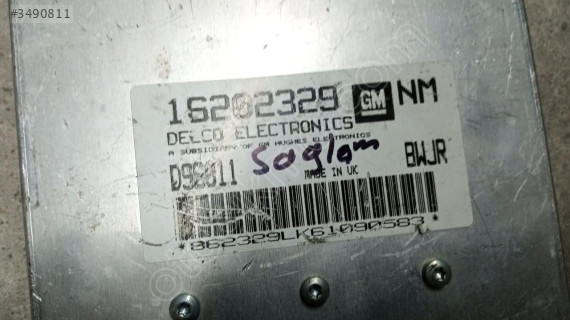 #3490811
16202329 GM NM
DELCO ELECTRONICS
A SUBSIDIARY OF GM HUGHES ELECTRONICS
D96011 Sağlam BWJR
MADE IN UK
*862329LK61090583*